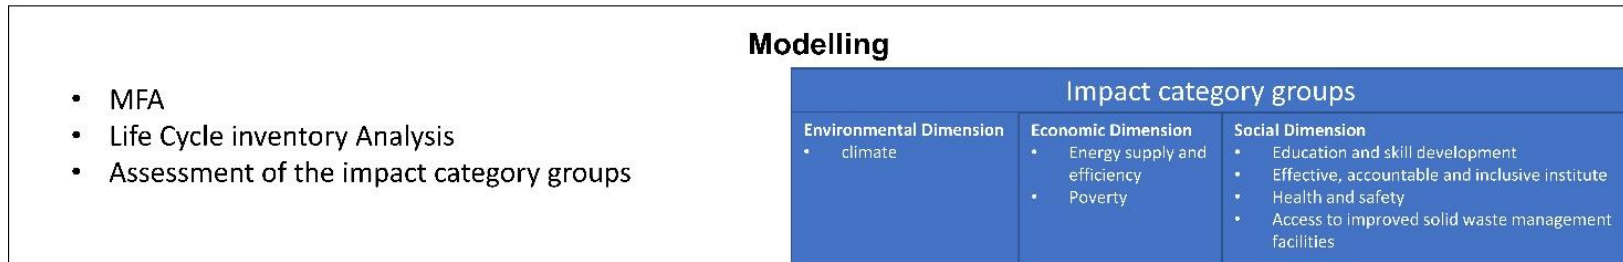 Modelling
• MFA
• Life Cycle inventory Analysis
• Assessment of the impact category groups
Impact category groups
Environmental Dimension
• climate
Economic Dimension
• Energy supply and
efficiency
• Poverty
Social Dimension
• Education and skill development
• Effective, accountable and inclusive institute
• Health and safety
• Access to improved solid waste management
facilities